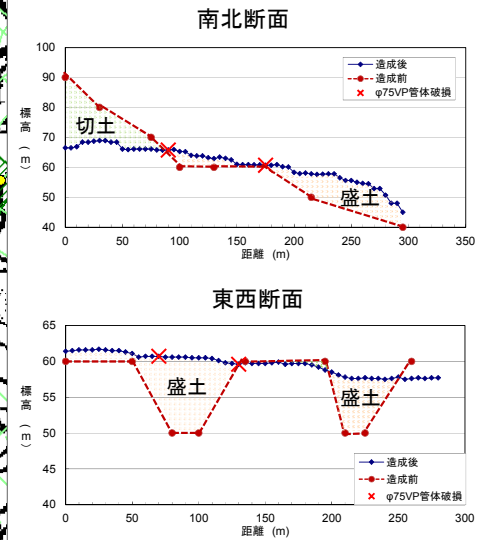 南北断面
標高 (m)
100
90
80
70
60
50
40
造成後
造成前
φ75VP管体破損
切土
盛土
0 50 100 150 200 250 300 350
距離 (m)
東西断面
標高 (m)
65
60
55
50
45
40
盛土
盛土
造成後
造成前
φ75VP管体破損
0 50 100 150 200 250 300
距離 (m)